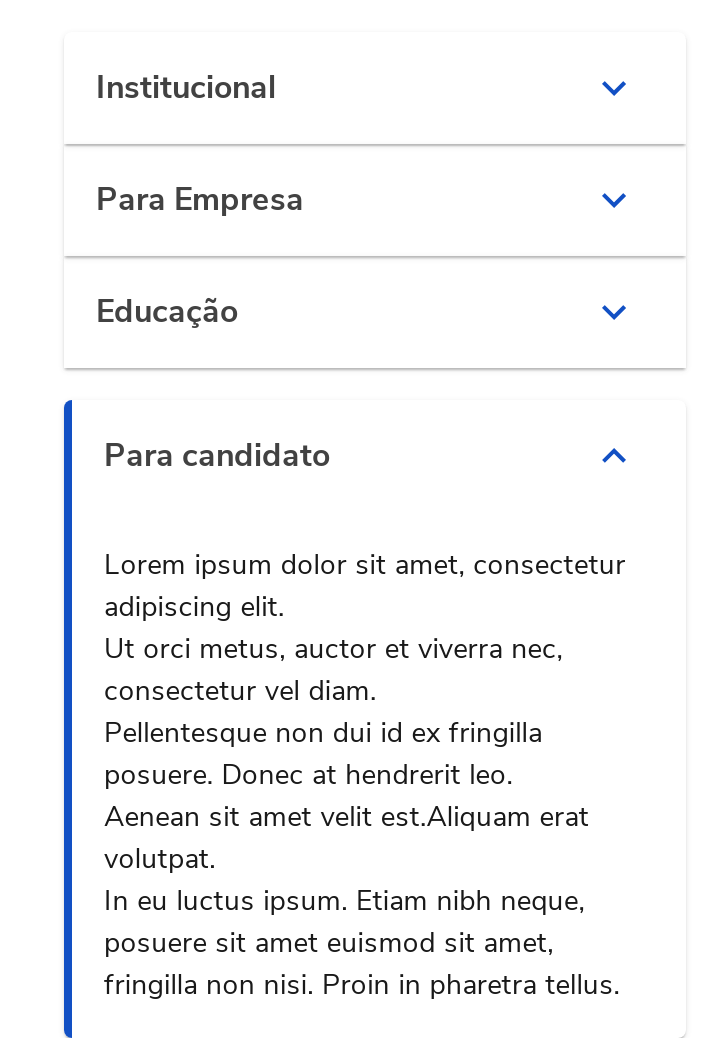 Institucional
Para Empresa
Educação
Para candidato
Lorem ipsum dolor sit amet, consectetur
adipiscing elit.
Ut orci metus, auctor et viverra nec,
consectetur vel diam.
Pellentesque non dui id ex fringilla
posuere. Donec at hendrerit leo.
Aenean sit amet velit est.Aliquam erat
volutpat.
In eu luctus ipsum. Etiam nibh neque,
posuere sit amet euismod sit amet,
fringilla non nisi. Proin in pharetra tellus.